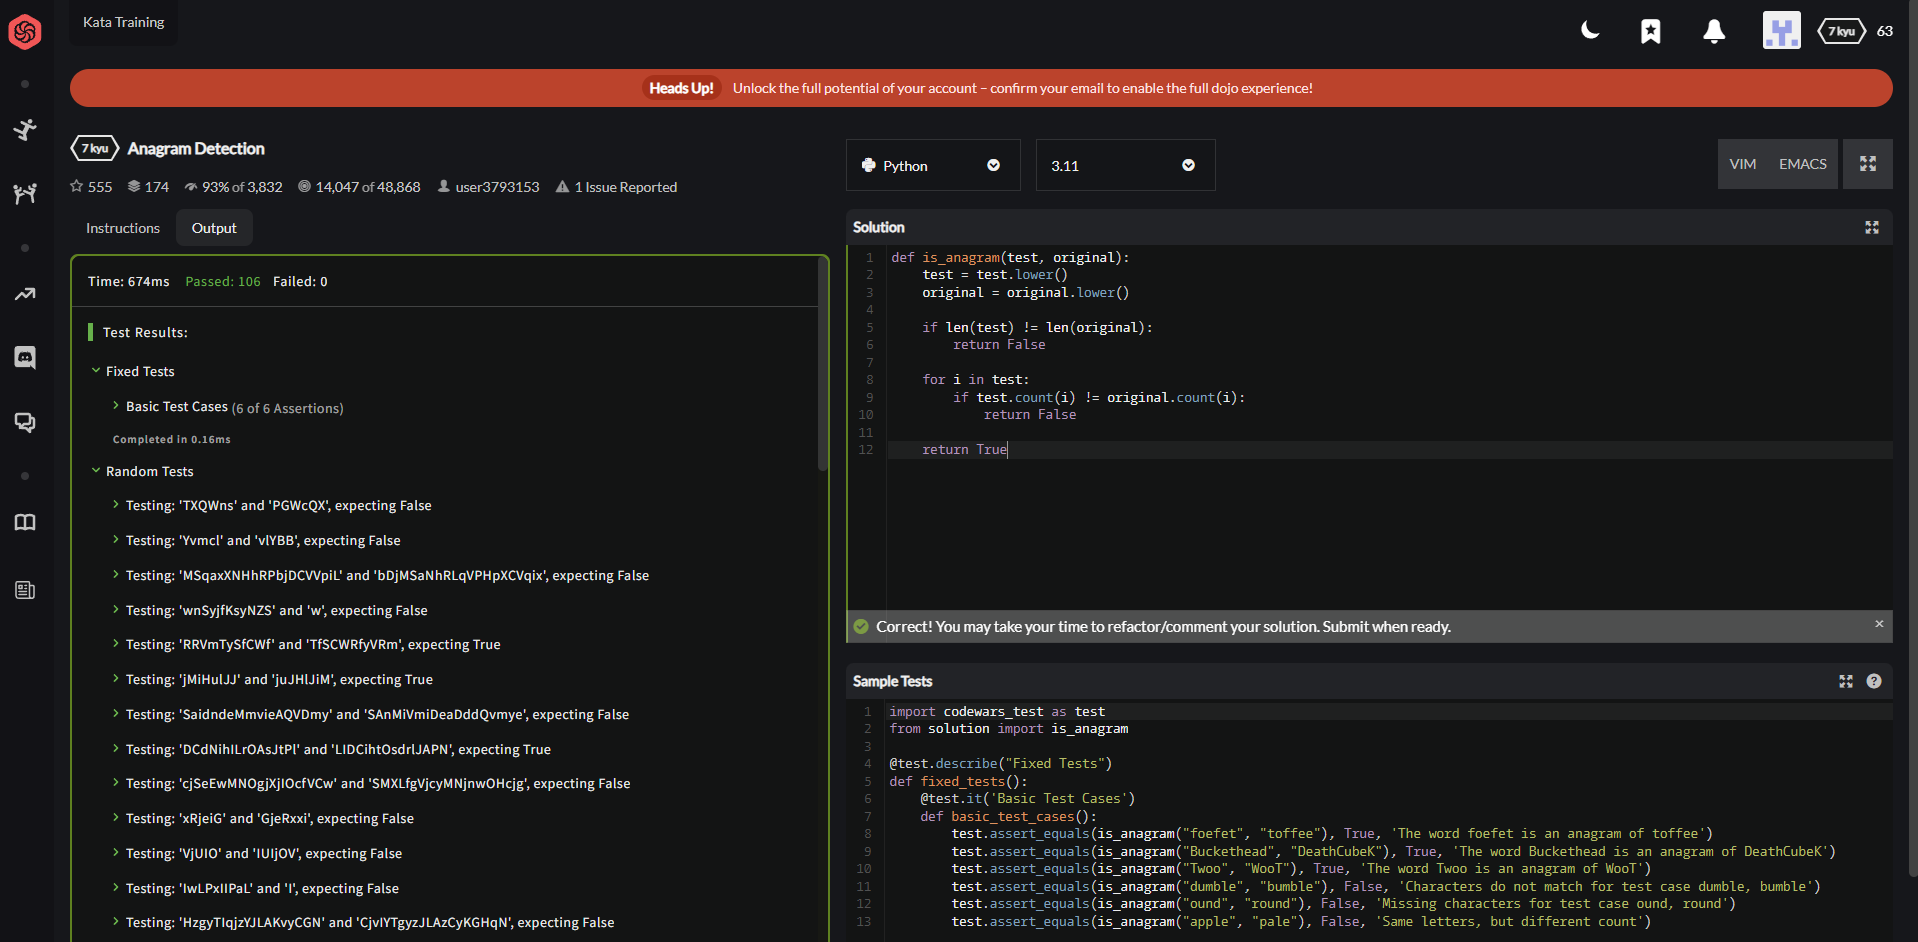 Kata Training
7 kyu 63
Heads Up! Unlock the full potential of your account – confirm your email to enable the full dojo experience!
7 kyu Anagram Detection
555 174 93% of 3,832 14,047 of 48,868 user3793153 1 Issue Reported
Instructions Output
Time: 674ms Passed: 106 Failed: 0
Test Results:
Fixed Tests
Basic Test Cases (6 of 6 Assertions)
Completed in 0.16ms
Random Tests
Testing: 'TXQWns' and 'PGWcQX', expecting False
Testing: 'Yvmcl' and 'vlYBB', expecting False
Testing: 'MSqaxXNHhRPbjDCVVpiL' and 'bDjMSaNhRLqVPHpXCVqix', expecting False
Testing: 'wnSyjfKsyNZS' and 'w', expecting False
Testing: 'RRVmTySfCWf' and 'TfSCWRfyVRm', expecting True
Testing: 'jMiHulJJ' and 'juJHlJiM', expecting True
Testing: 'SaidndeMmvieAQVDmy' and 'SAnMiVmiDeaDddQvmye', expecting False
Testing: 'DCdNihILrOAsJtPl' and 'LIDCihtOsdrlJAPN', expecting True
Testing: 'cjSeEwMNOgjXjIOcfVCw' and 'SMXLfgVjcyMNjnwOHcjg', expecting False
Testing: 'xRjeiG' and 'GjeRxxi', expecting False
Testing: 'VjUIO' and 'IUIjOV', expecting False
Testing: 'IwLPxIIPaL' and 'I', expecting False
Testing: 'HzgyTIqjzYJLAKvyCGN' and 'CjvIYTgyzJLAzCyKGHqN', expecting False
Python 3.11 VIM EMACS
Solution
1 def is_anagram(test, original):
2 test = test.lower()
3 original = original.lower()
4
5 if len(test) != len(original):
6 return False
7
8 for i in test:
9 if test.count(i) != original.count(i):
10 return False
11
12 return True
Correct! You may take your time to refactor/comment your solution. Submit when ready. ×
Sample Tests
1 import codewars_test as test
2 from solution import is_anagram
3
4 @test.describe("Fixed Tests")
5 def fixed_tests():
6 @test.it('Basic Test Cases')
7 def basic_test_cases():
8 test.assert_equals(is_anagram("foefet", "toffee"), True, 'The word foefet is an anagram of toffee')
9 test.assert_equals(is_anagram("Buckethead", "DeathCubeK"), True, 'The word Buckethead is an anagram of DeathCubeK')
10 test.assert_equals(is_anagram("Twoo", "WooT"), True, 'The word Twoo is an anagram of WooT')
11 test.assert_equals(is_anagram("dumble", "bumble"), False, 'Characters do not match for test case dumble, bumble')
12 test.assert_equals(is_anagram("ound", "round"), False, 'Missing characters for test case ound, round')
13 test.assert_equals(is_anagram("apple", "pale"), False, 'Same letters, but different count')